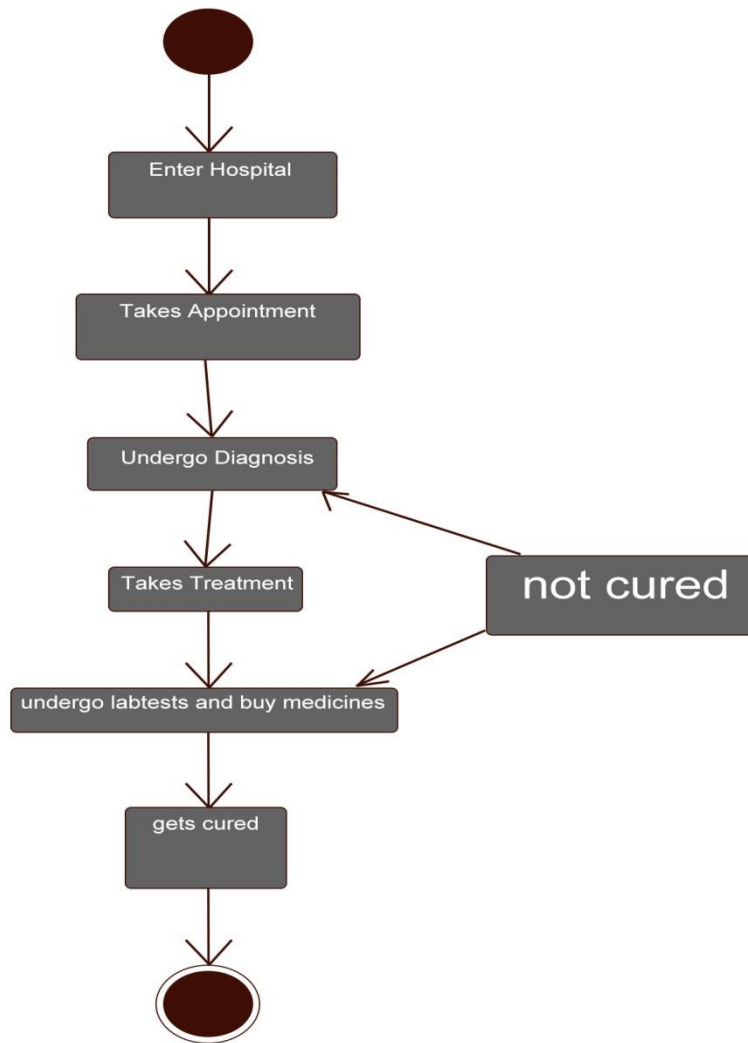 Enter Hospital
Takes Appointment
Undergo Diagnosis
Takes Treatment
not cured
undergo labtests and buy medicines
gets cured